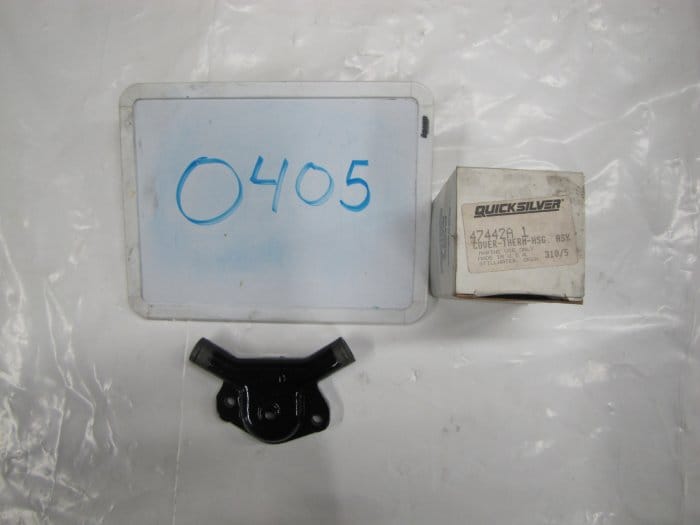 0405
QUICKSILVER
47442A 1
COVER-THERM-HSG. ASY.
MARINE USE ONLY
MADE IN U.S.A. 310/5
STILLWATER, OKLA.